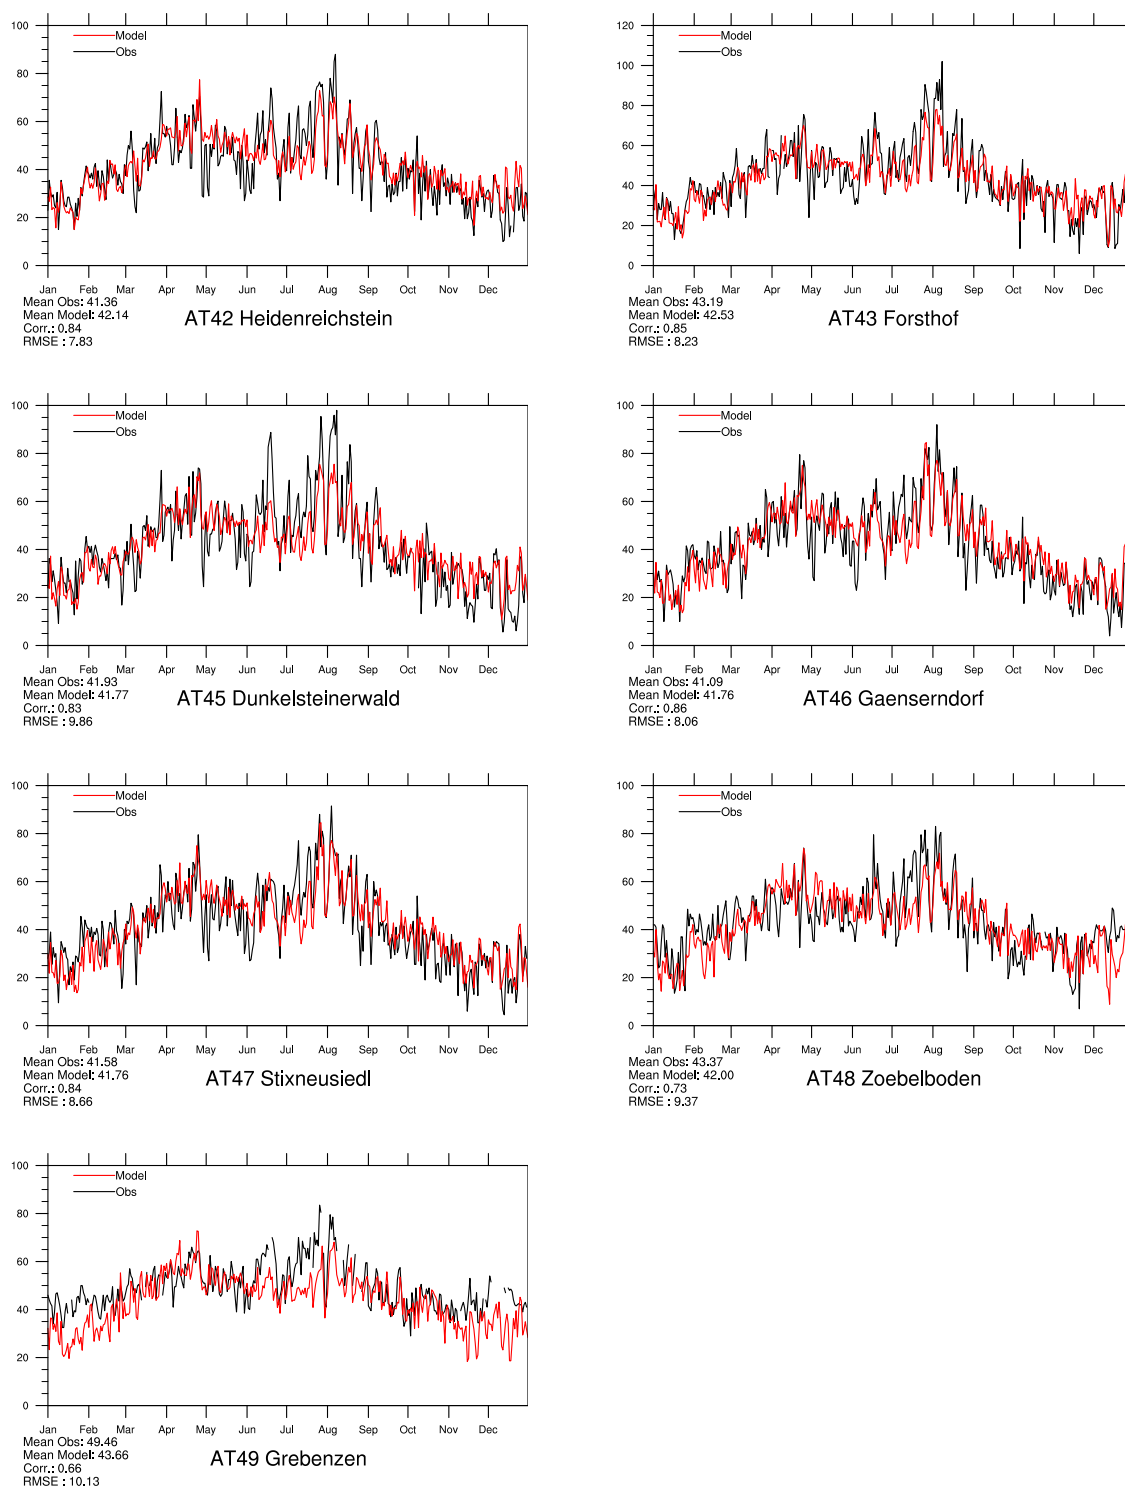 100
80
60
40
20
0
Model
Obs
Jan Feb Mar Apr May Jun Jul Aug Sep Oct Nov Dec
Mean Obs: 41.36
Mean Model: 42.14
Corr.: 0.84
RMSE : 7.83
AT42 Heidenreichstein
120
100
80
60
40
20
0
Model
Obs
Jan Feb Mar Apr May Jun Jul Aug Sep Oct Nov Dec
Mean Obs: 43.19
Mean Model: 42.53
Corr.: 0.85
RMSE : 8.23
AT43 Forsthof
100
80
60
40
20
0
Model
Obs
Jan Feb Mar Apr May Jun Jul Aug Sep Oct Nov Dec
Mean Obs: 41.93
Mean Model: 41.77
Corr.: 0.83
RMSE : 9.86
AT45 Dunkelsteinerwald
100
80
60
40
20
0
Model
Obs
Jan Feb Mar Apr May Jun Jul Aug Sep Oct Nov Dec
Mean Obs: 41.09
Mean Model: 41.76
Corr.: 0.86
RMSE : 8.06
AT46 Gaenserndorf
100
80
60
40
20
0
Model
Obs
Jan Feb Mar Apr May Jun Jul Aug Sep Oct Nov Dec
Mean Obs: 41.58
Mean Model: 41.76
Corr.: 0.84
RMSE : 8.66
AT47 Stixneusiedl
100
80
60
40
20
0
Model
Obs
Jan Feb Mar Apr May Jun Jul Aug Sep Oct Nov Dec
Mean Obs: 43.37
Mean Model: 42.00
Corr.: 0.73
RMSE : 9.37
AT48 Zoebelboden
100
80
60
40
20
0
Model
Obs
Jan Feb Mar Apr May Jun Jul Aug Sep Oct Nov Dec
Mean Obs: 49.46
Mean Model: 43.66
Corr.: 0.66
RMSE : 10.13
AT49 Grebenzen